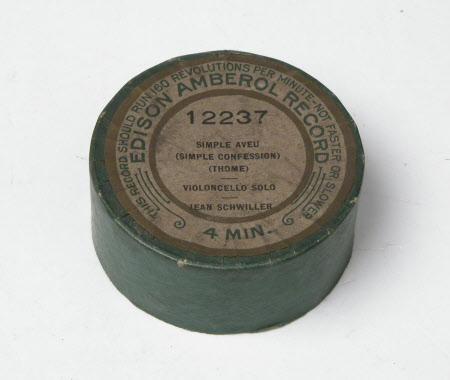 THIS RECORD SHOULD RUN 160 REVOLUTIONS PER MINUTE-NOT FASTER OR SLOWER
EDISON AMBEROL RECORD
12237
SIMPLE AVEU
(SIMPLE CONFESSION)
(THOME)
VIOLONCELLO SOLO
JEAN SCHWILLER
4 MIN.